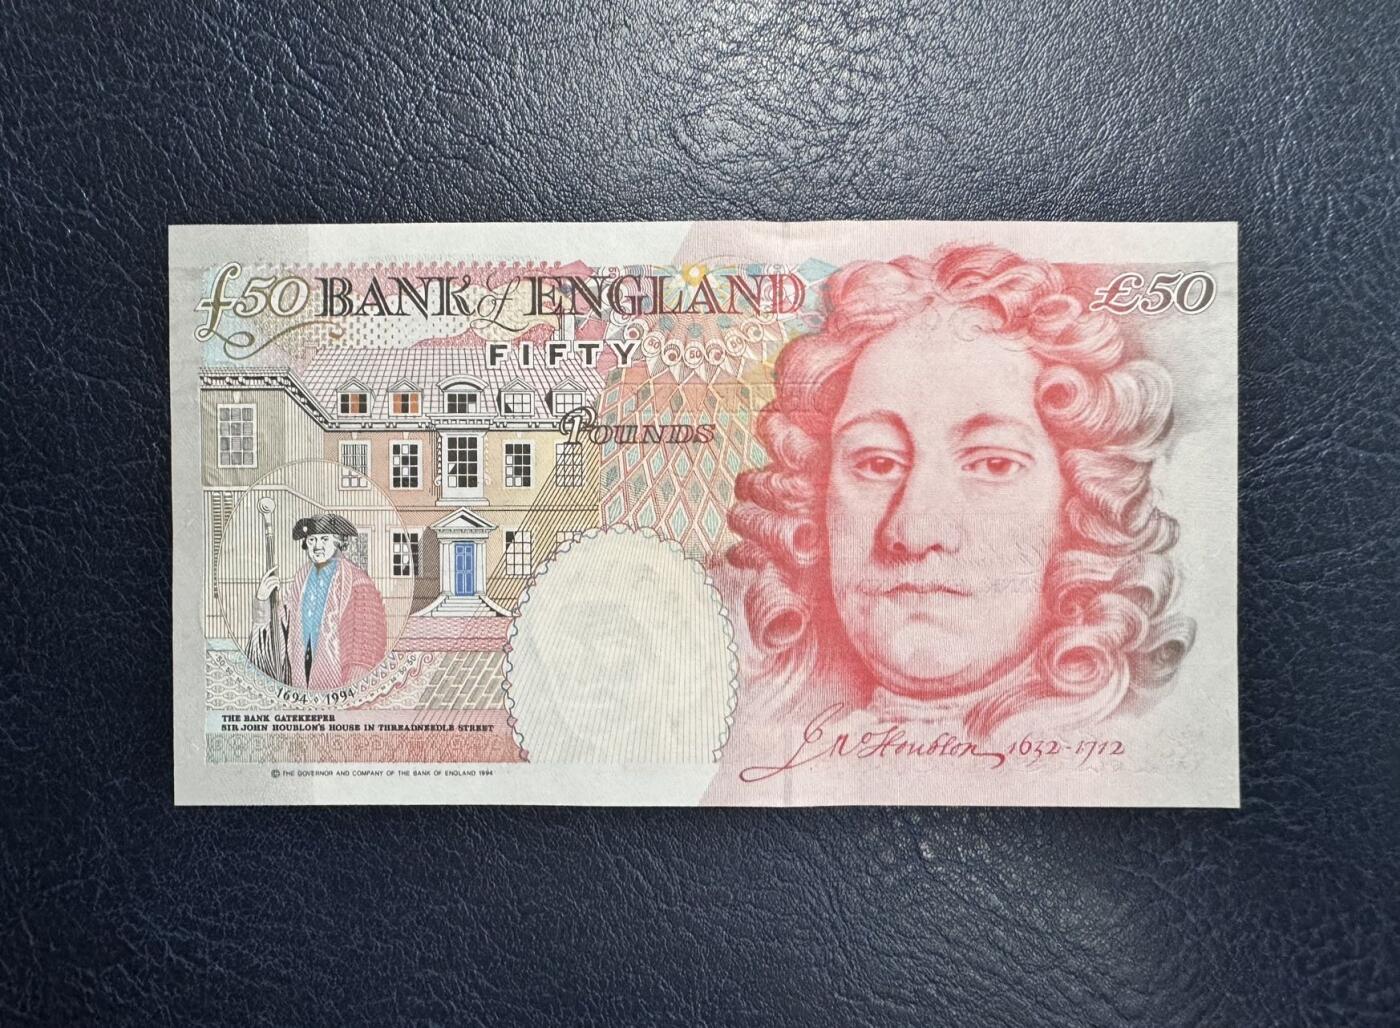 £50 BANK of ENGLAND £50
FIFTY
POUNDS
1694 ◇ 1994
THE BANK GATEKEEPER
SIR JOHN HOUBLON'S HOUSE IN THREADNEEDLE STREET
© THE GOVERNOR AND COMPANY OF THE BANK OF ENGLAND 1994
Jno Houblon 1632-1712